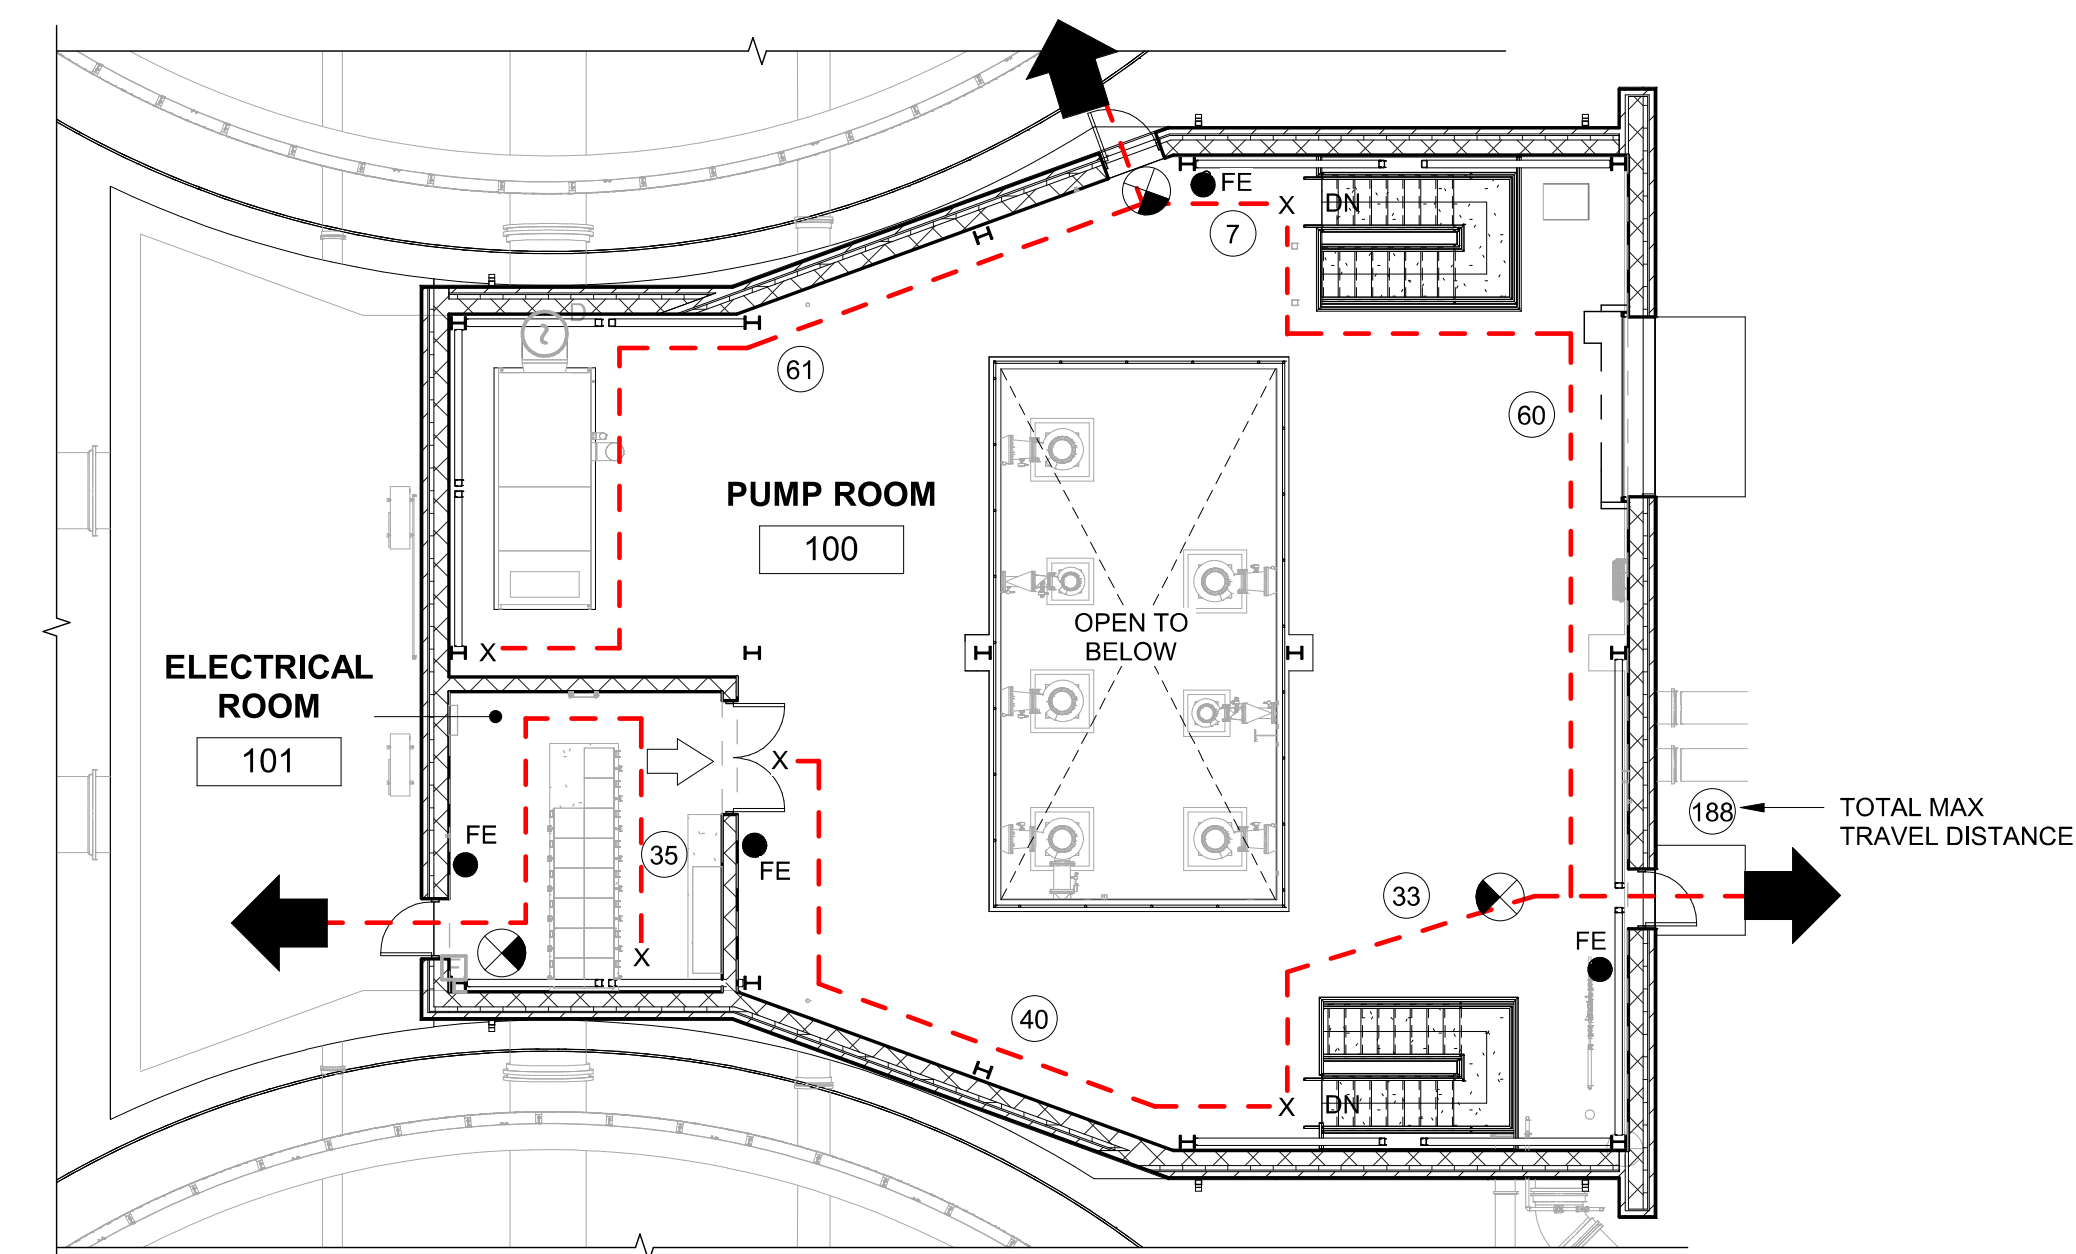 FE
X
DN
7
D
61
60
PUMP ROOM
100
OPEN TO
BELOW
X
ELECTRICAL
ROOM
101
X
188
TOTAL MAX
TRAVEL DISTANCE
FE
35
FE
33
X
FE
E
40
X
DN